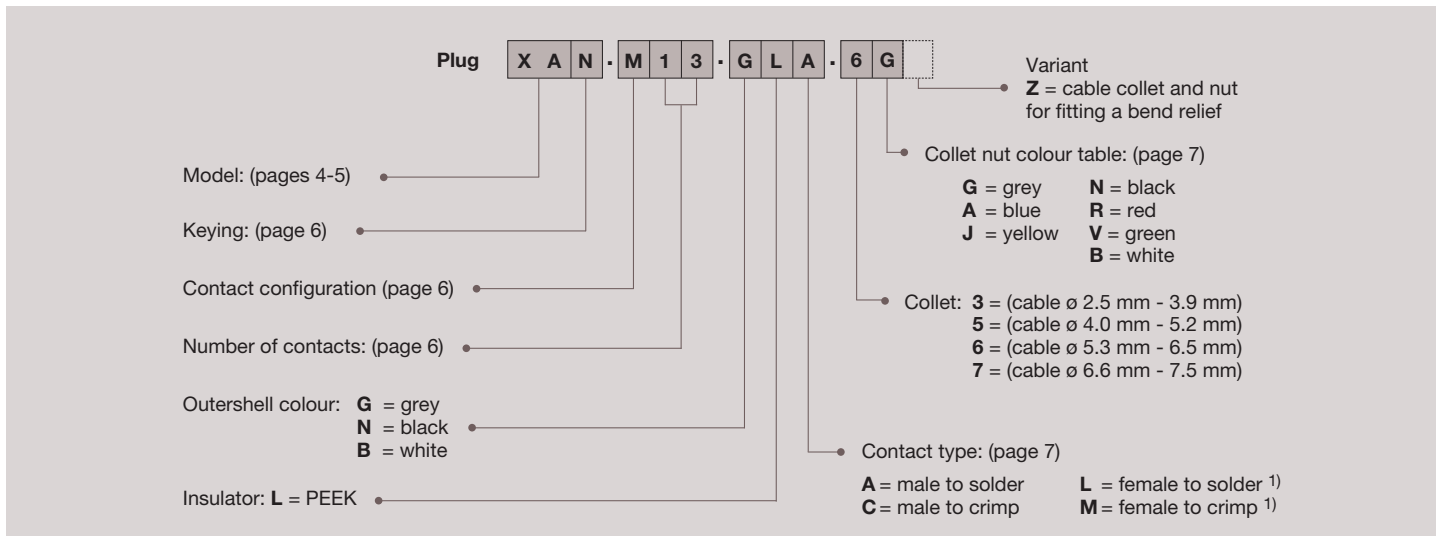 Plug X A N . M 1 3 . G L A . 6 G
Variant
Z = cable collet and nut
for fitting a bend relief
Collet nut colour table: (page 7)
G = grey N = black
A = blue R = red
J = yellow V = green
B = white
Model: (pages 4-5)
Keying: (page 6)
Contact configuration (page 6)
Collet: 3 = (cable ø 2.5 mm - 3.9 mm)
5 = (cable ø 4.0 mm - 5.2 mm)
6 = (cable ø 5.3 mm - 6.5 mm)
7 = (cable ø 6.6 mm - 7.5 mm)
Number of contacts: (page 6)
Outershell colour: G = grey
N = black
B = white
Contact type: (page 7)
A = male to solder L = female to solder 1)
C = male to crimp M = female to crimp 1)
Insulator: L = PEEK